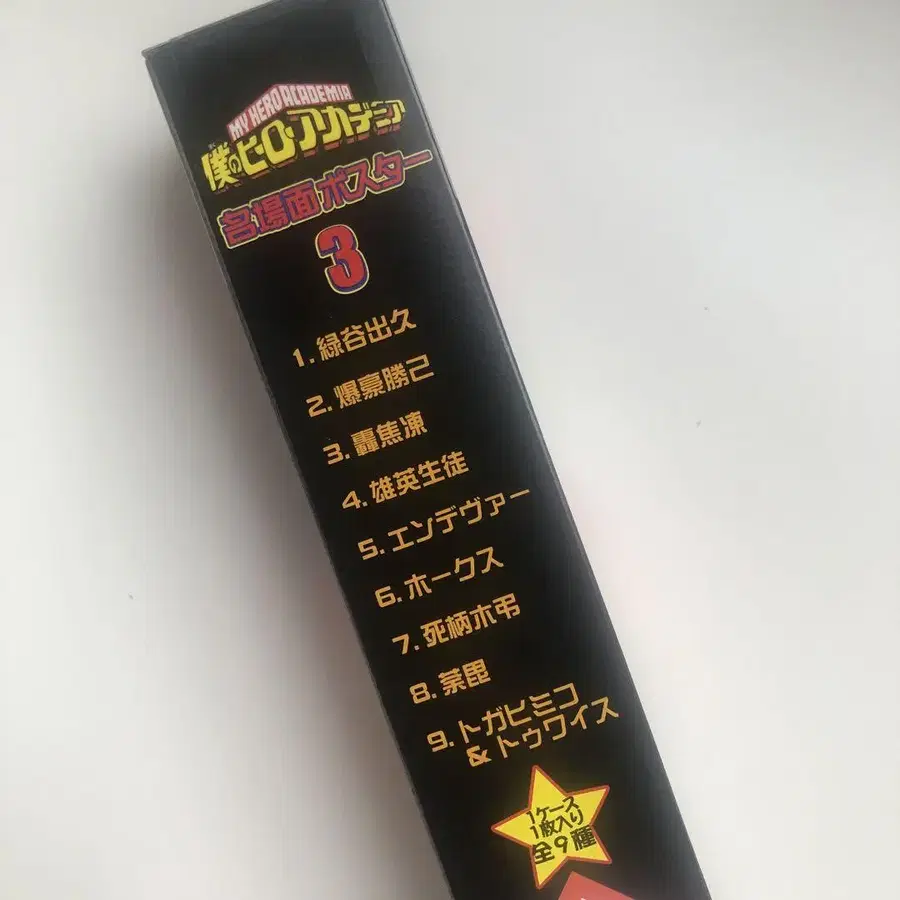 MY HERO ACADEMIA
僕のヒーローアカデミア
名場面ポスター
3
1.緑谷出久
2.爆豪勝己
3.轟焦凍
4.雄英生徒
5.エンデヴァー
6.ホークス
7.死柄木弔
8.荼毘
9.トガヒミコ
&トゥワイス
1ケース
1枚入り
全9種